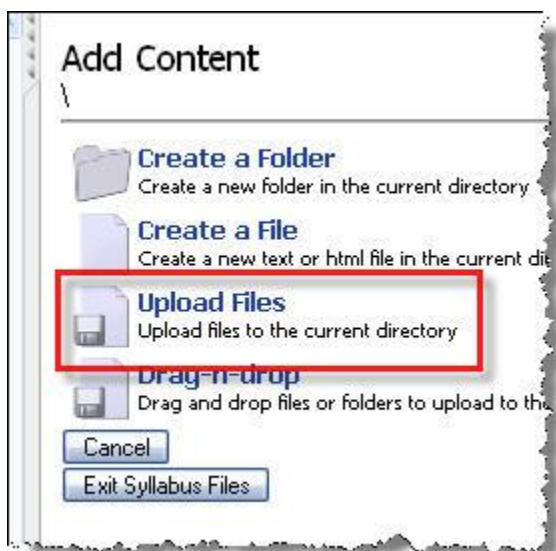 Add Content
\
Create a Folder
Create a new folder in the current directory
Create a File
Create a new text or html file in the current
Upload Files
Upload files to the current directory
Drag-n-drop
Drag and drop files or folders to upload to the
Cancel
Exit Syllabus Files